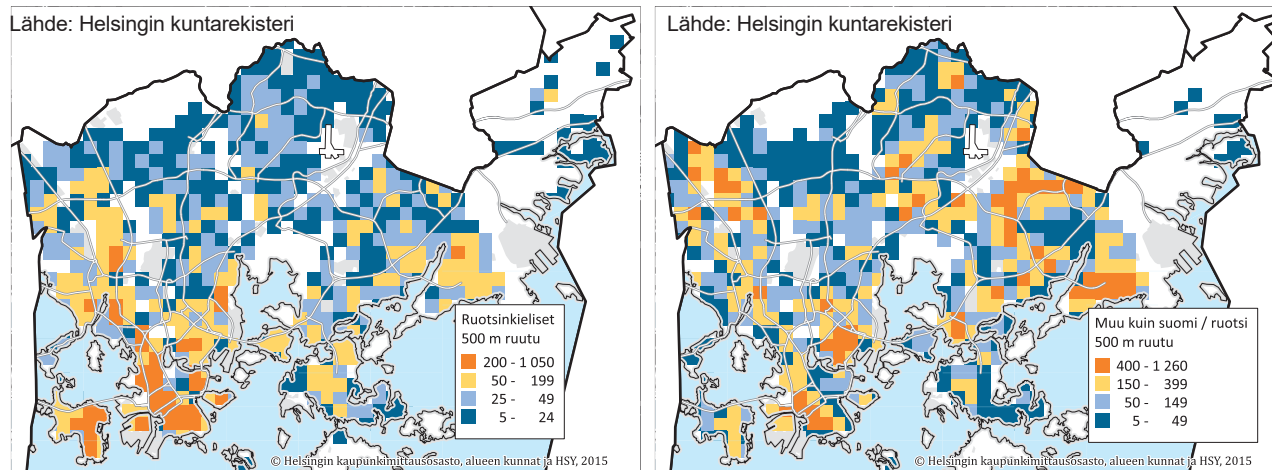 Lähde: Helsingin kuntarekisteri
Ruotsinkieliset
500 m ruutu
200 - 1 050
50 - 199
25 - 49
5 - 24
© Helsingin kaupunkimittausosasto, alueen kunnat ja HSY, 2015
Lähde: Helsingin kuntarekisteri
Muu kuin suomi / ruotsi
500 m ruutu
400 - 1 260
150 - 399
50 - 149
5 - 49
© Helsingin kaupunkimittausosasto, alueen kunnat ja HSY, 2015